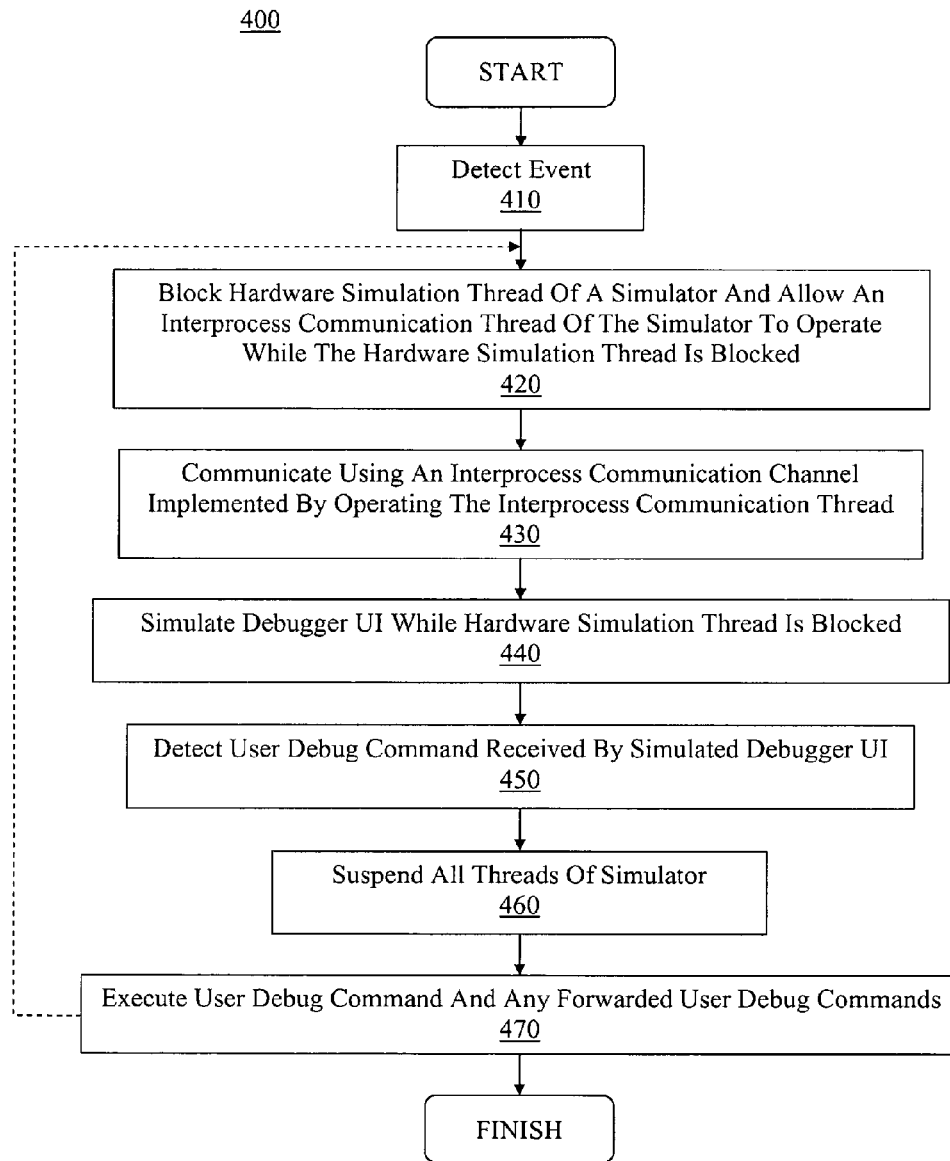 400
START
Detect Event
410
Block Hardware Simulation Thread Of A Simulator And Allow An
Interprocess Communication Thread Of The Simulator To Operate
While The Hardware Simulation Thread Is Blocked
420
Communicate Using An Interprocess Communication Channel
Implemented By Operating The Interprocess Communication Thread
430
Simulate Debugger UI While Hardware Simulation Thread Is Blocked
440
Detect User Debug Command Received By Simulated Debugger UI
450
Suspend All Threads Of Simulator
460
Execute User Debug Command And Any Forwarded User Debug Commands
470
FINISH